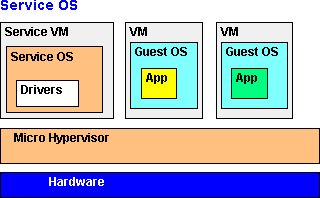 Service OS
Service VM
VM
VM
Service OS
Guest OS
Guest OS
Drivers
App
App
Micro Hypervisor
Hardware